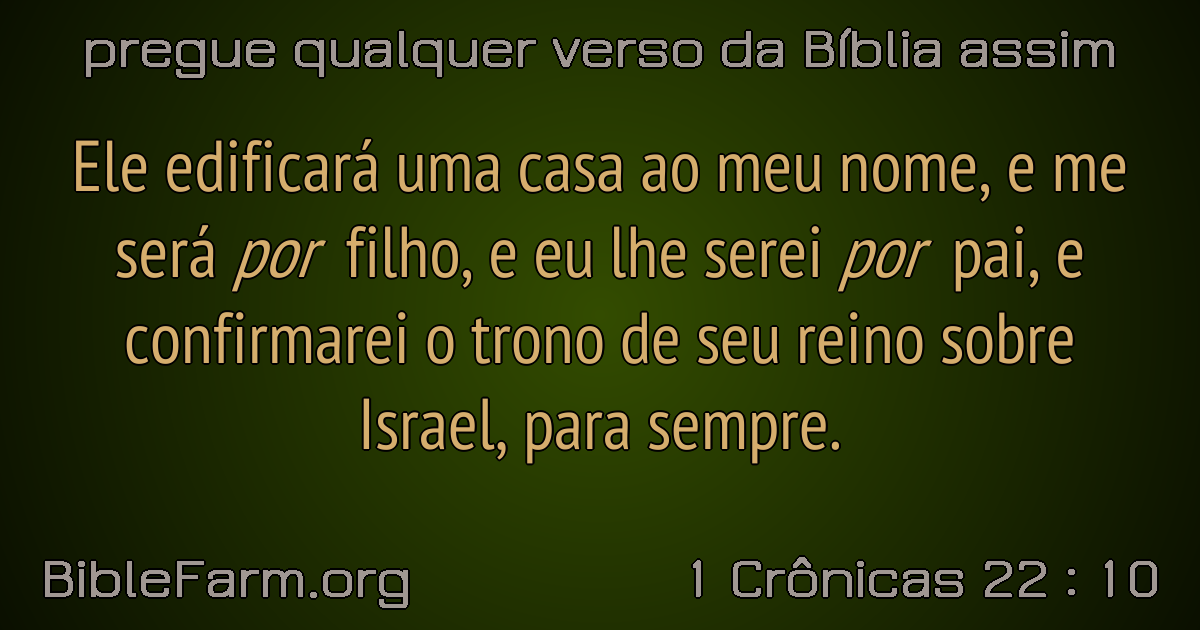 pregue qualquer verso da Bíblia assim
Ele edificará uma casa ao meu nome, e me
será por filho, e eu lhe serei por pai, e
confirmarei o trono de seu reino sobre
Israel, para sempre.
BibleFarm.org
1 Crônicas 22 : 10